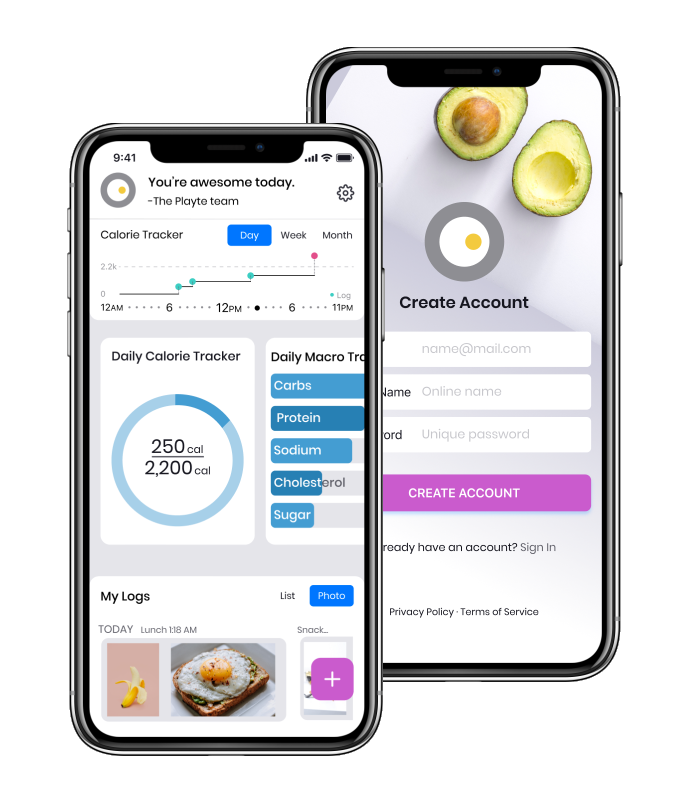 9:41
You're awesome today.
-The Playte team
Calorie Tracker
Day
Week
Month
2.2k
0
Log
12AM
6
12PM
6
11PM
Daily Calorie Tracker
250 cal
2,200 cal
Daily Macro Tra
Carbs
Protein
Sodium
Cholesterol
Sugar
My Logs
List
Photo
TODAY Lunch 1:18 AM
Snack...
+
Create Account
name@mail.com
Name Online name
ord Unique password
CREATE ACCOUNT
ready have an account? Sign In
Privacy Policy · Terms of Service